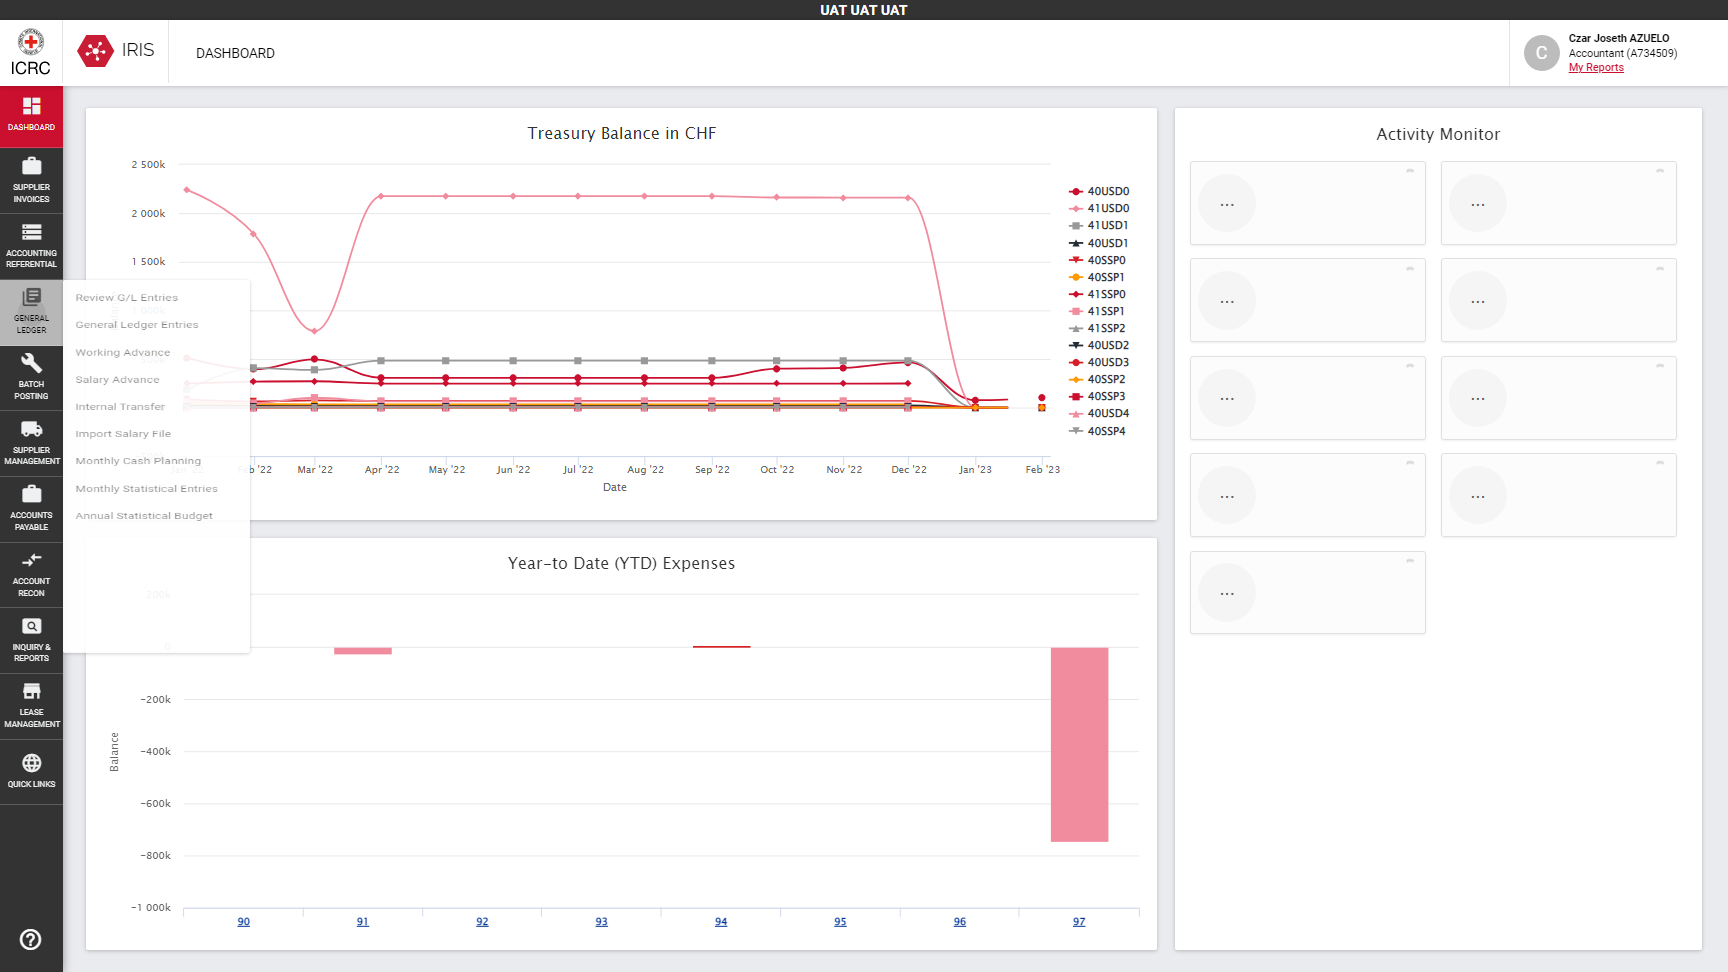 UAT UAT UAT
ICRC
IRIS
DASHBOARD
C
Czar Joseth AZUELO
Accountant (A734509)
My Reports
DASHBOARD
SUPPLIER
INVOICES
ACCOUNTING
REFERENTIAL
GENERAL
LEDGER
BATCH
POSTING
SUPPLIER
MANAGEMENT
ACCOUNTS
PAYABLE
ACCOUNT
RECON
INQUIRY &
REPORTS
LEASE
MANAGEMENT
QUICK LINKS
Review G/L Entries
General Ledger Entries
Working Advance
Salary Advance
Internal Transfer
Import Salary File
Monthly Cash Planning
Monthly Statistical Entries
Annual Statistical Budget
Treasury Balance in CHF
2 500k
2 000k
1 500k
1 000k
Feb '22
Mar '22
Apr '22
May '22
Jun '22
Jul '22
Aug '22
Sep '22
Oct '22
Nov '22
Dec '22
Jan '23
Feb '23
Date
40USD0
41USD0
41USD1
40USD1
40SSP0
40SSP1
41SSP0
41SSP1
41SSP2
40USD2
40USD3
40SSP2
40SSP3
40USD4
40SSP4
Year-to Date (YTD) Expenses
200k
0
-200k
-400k
-600k
-800k
-1 000k
Balance
90
91
92
93
94
95
96
97
Activity Monitor
...
...
...
...
...
...
...
...
...